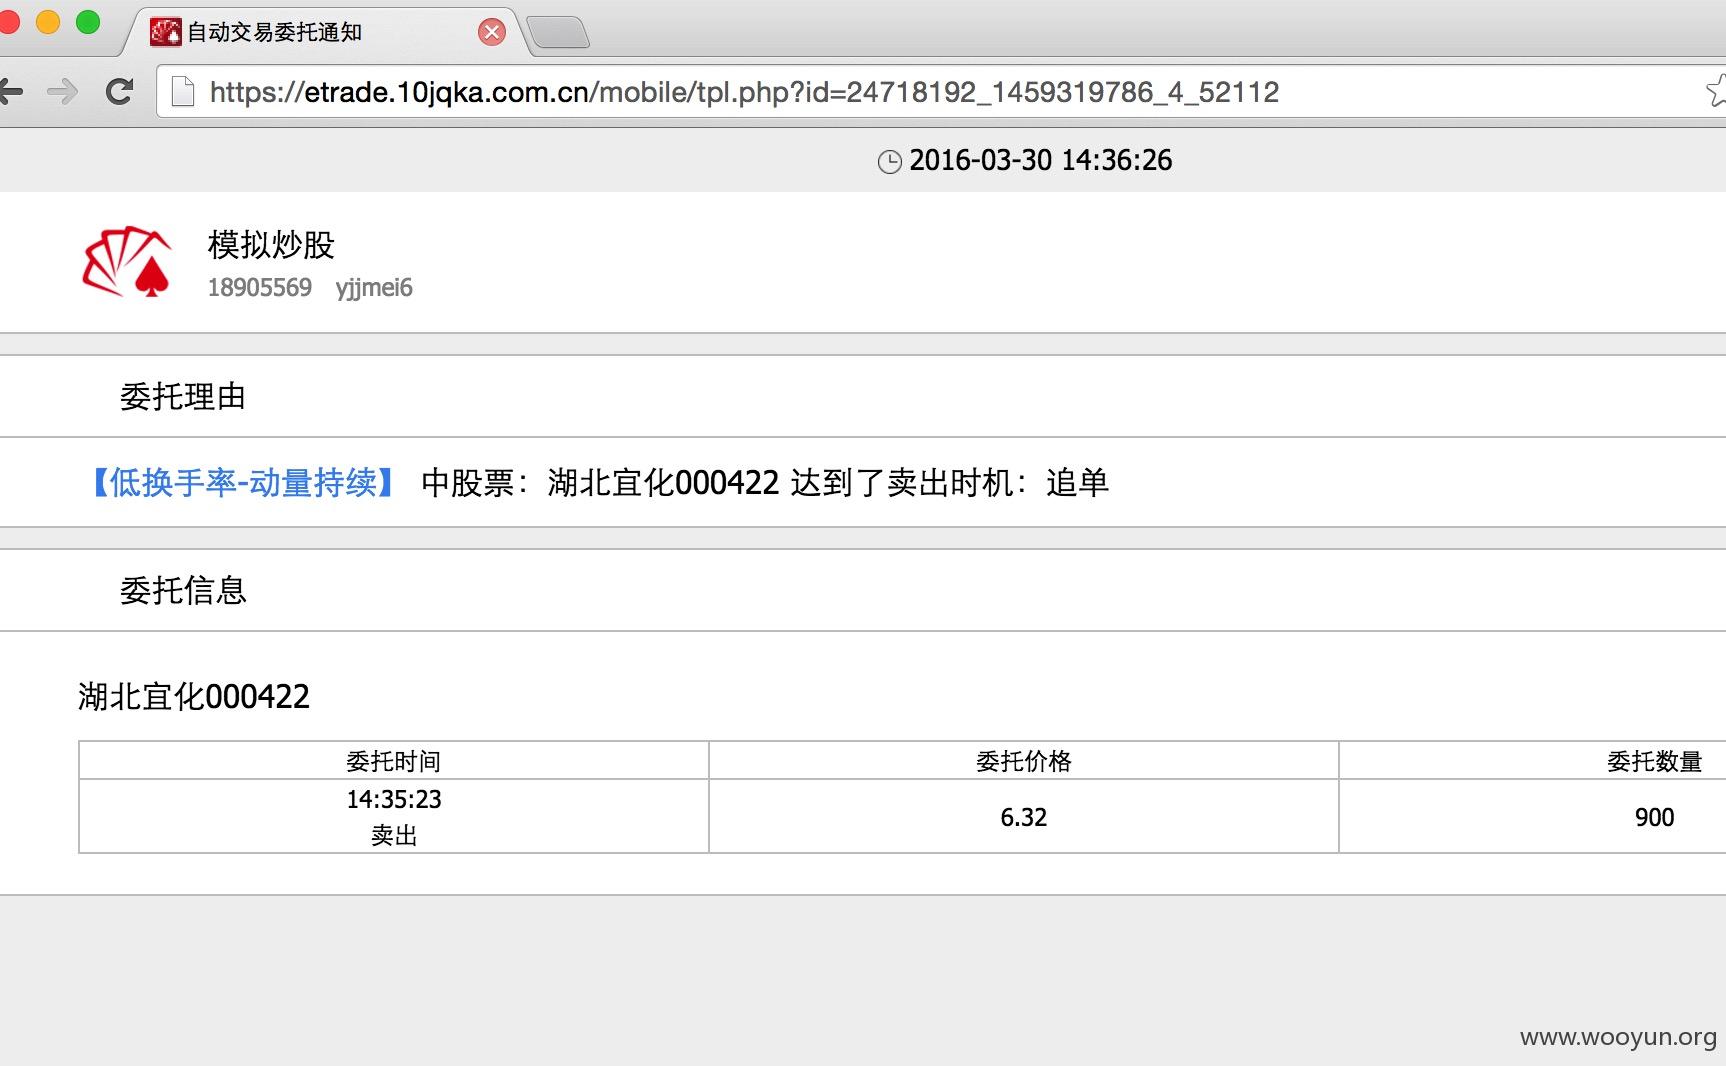 自动交易委托通知
https://etrade.10jqka.com.cn/mobile/tpl.php?id=24718192_1459319786_4_52112
2016-03-30 14:36:26
模拟炒股
18905569 yjjmei6
委托理由
【低换手率-动量持续】 中股票：湖北宜化000422 达到了卖出时机：追单
委托信息
湖北宜化000422
委托时间 委托价格 委托数量
14:35:23
卖出
6.32
900
www.wooyun.org